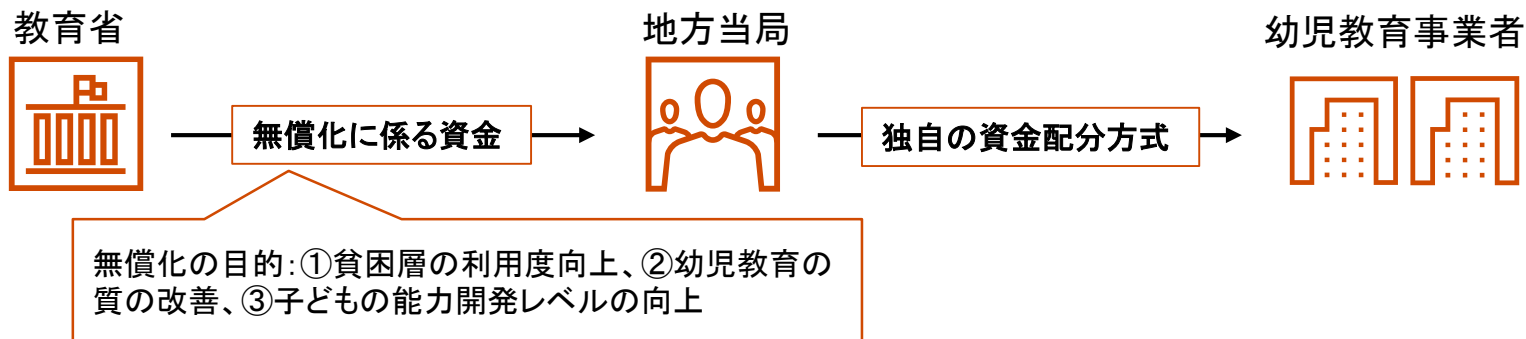 教育省
地方当局
幼児教育事業者
無償化に係る資金
独自の資金配分方式
無償化の目的:①貧困層の利用度向上、②幼児教育の
質の改善、③子どもの能力開発レベルの向上